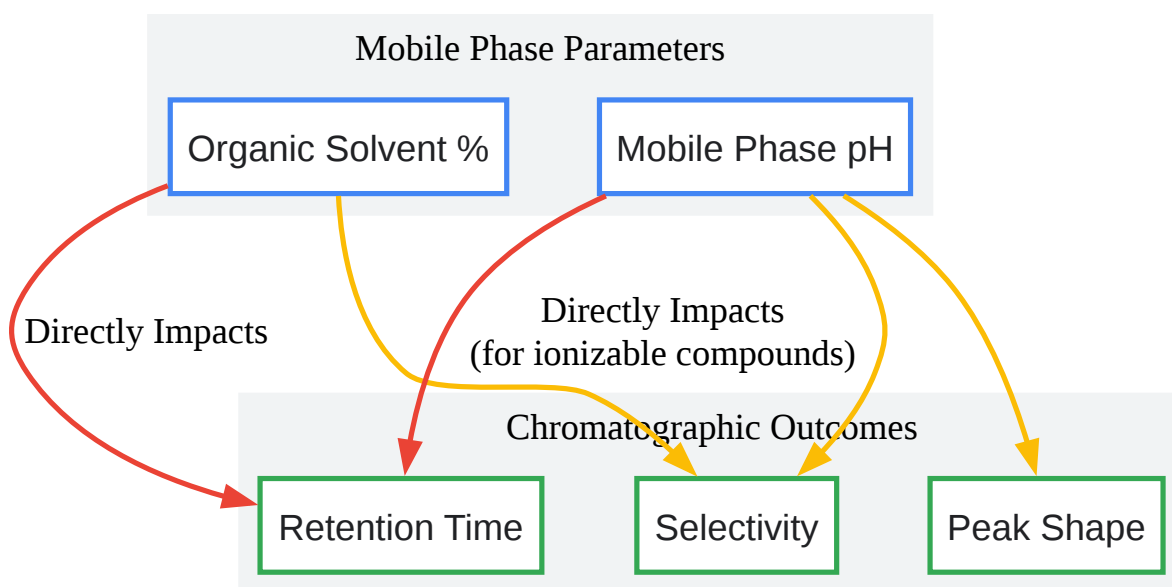 Mobile Phase Parameters
Organic Solvent %
Mobile Phase pH
Directly Impacts
Directly Impacts
(for ionizable compounds)
Chromatographic Outcomes
Retention Time
Selectivity
Peak Shape